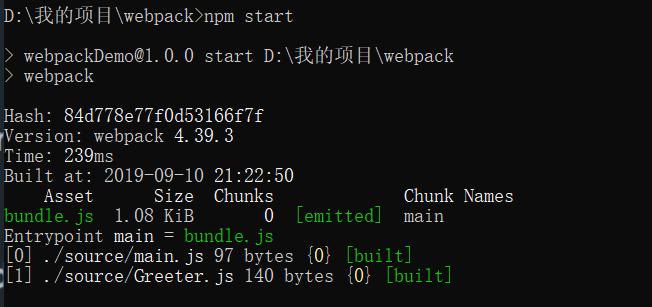 D:\我的项目\webpack>npm start
> webpackDemo@1.0.0 start D:\我的项目\webpack
> webpack
Hash: 84d778e77f0d53166f7f
Version: webpack 4.39.3
Time: 239ms
Built at: 2019-09-10 21:22:50
Asset Size Chunks Chunk Names
bundle.js 1.08 KiB 0 [emitted] main
Entrypoint main = bundle.js
[0] ./source/main.js 97 bytes {0} [built]
[1] ./source/Greeter.js 140 bytes {0} [built]